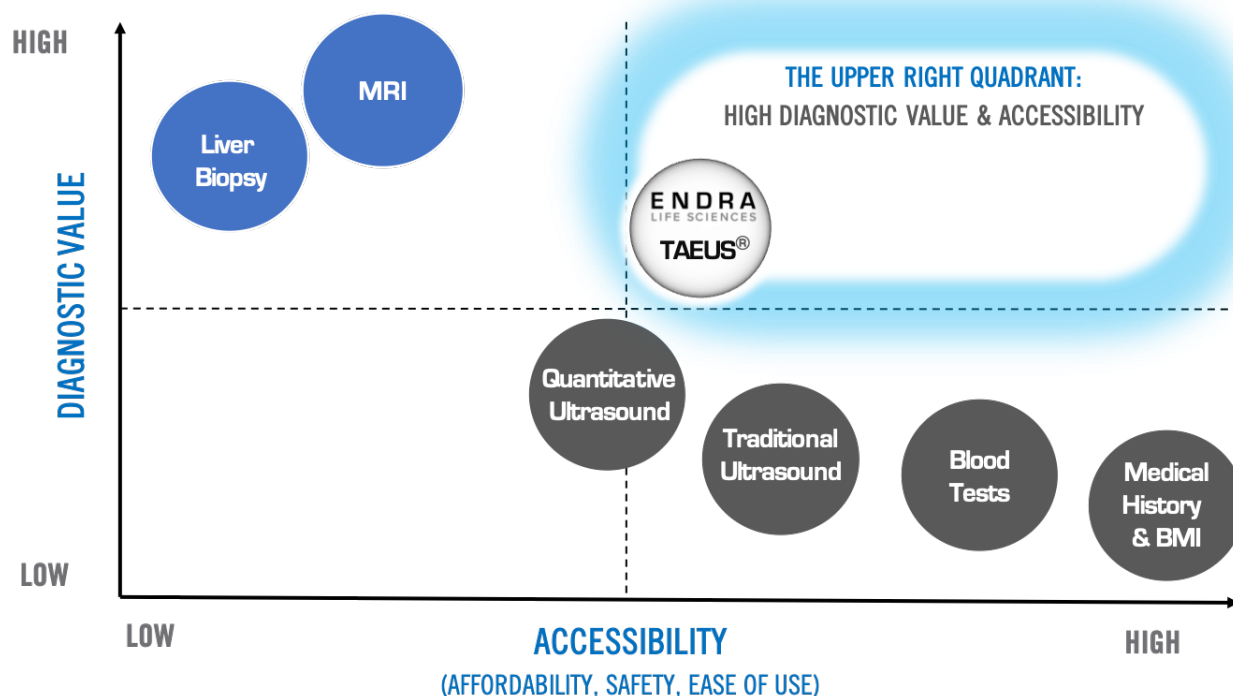 HIGH
MRI
Liver
Biopsy
THE UPPER RIGHT QUADRANT:
HIGH DIAGNOSTIC VALUE & ACCESSIBILITY
ENDRA
LIFE SCIENCES
TAEUS®
DIAGNOSTIC VALUE
Quantitative
Ultrasound
Traditional
Ultrasound
Blood
Tests
Medical
History
& BMI
LOW
LOW
ACCESSIBILITY
HIGH
(AFFORDABILITY, SAFETY, EASE OF USE)